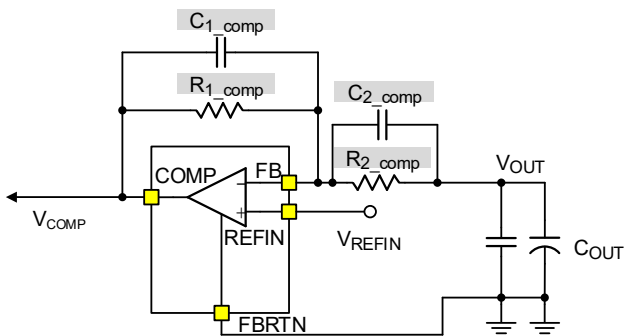 C1_comp
R1_comp
C2_comp
R2_comp
COMP
FB
VOUT
−
+
VCOMP
REFIN
VREFIN
COUT
FBRTN